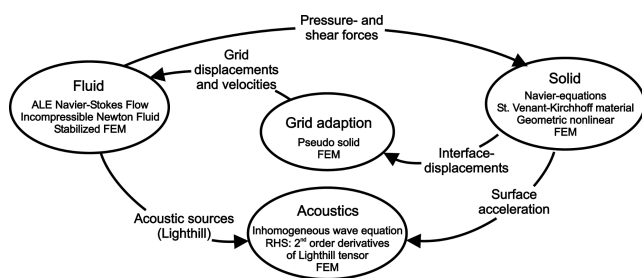 Pressure- and
shear forces
Grid
displacements
and velocities
Fluid
ALE Navier-Stokes Flow
Incompressible Newton Fluid
Stabilized FEM
Solid
Navier-equations
St. Venant-Kirchhoff material
Geometric nonlinear
FEM
Grid adaption
Pseudo solid
FEM
Interface-
displacements
Acoustic sources
(Lighthill)
Surface
acceleration
Acoustics
Inhomogeneous wave equation
RHS: 2nd order derivatives
of Lighthill tensor
FEM